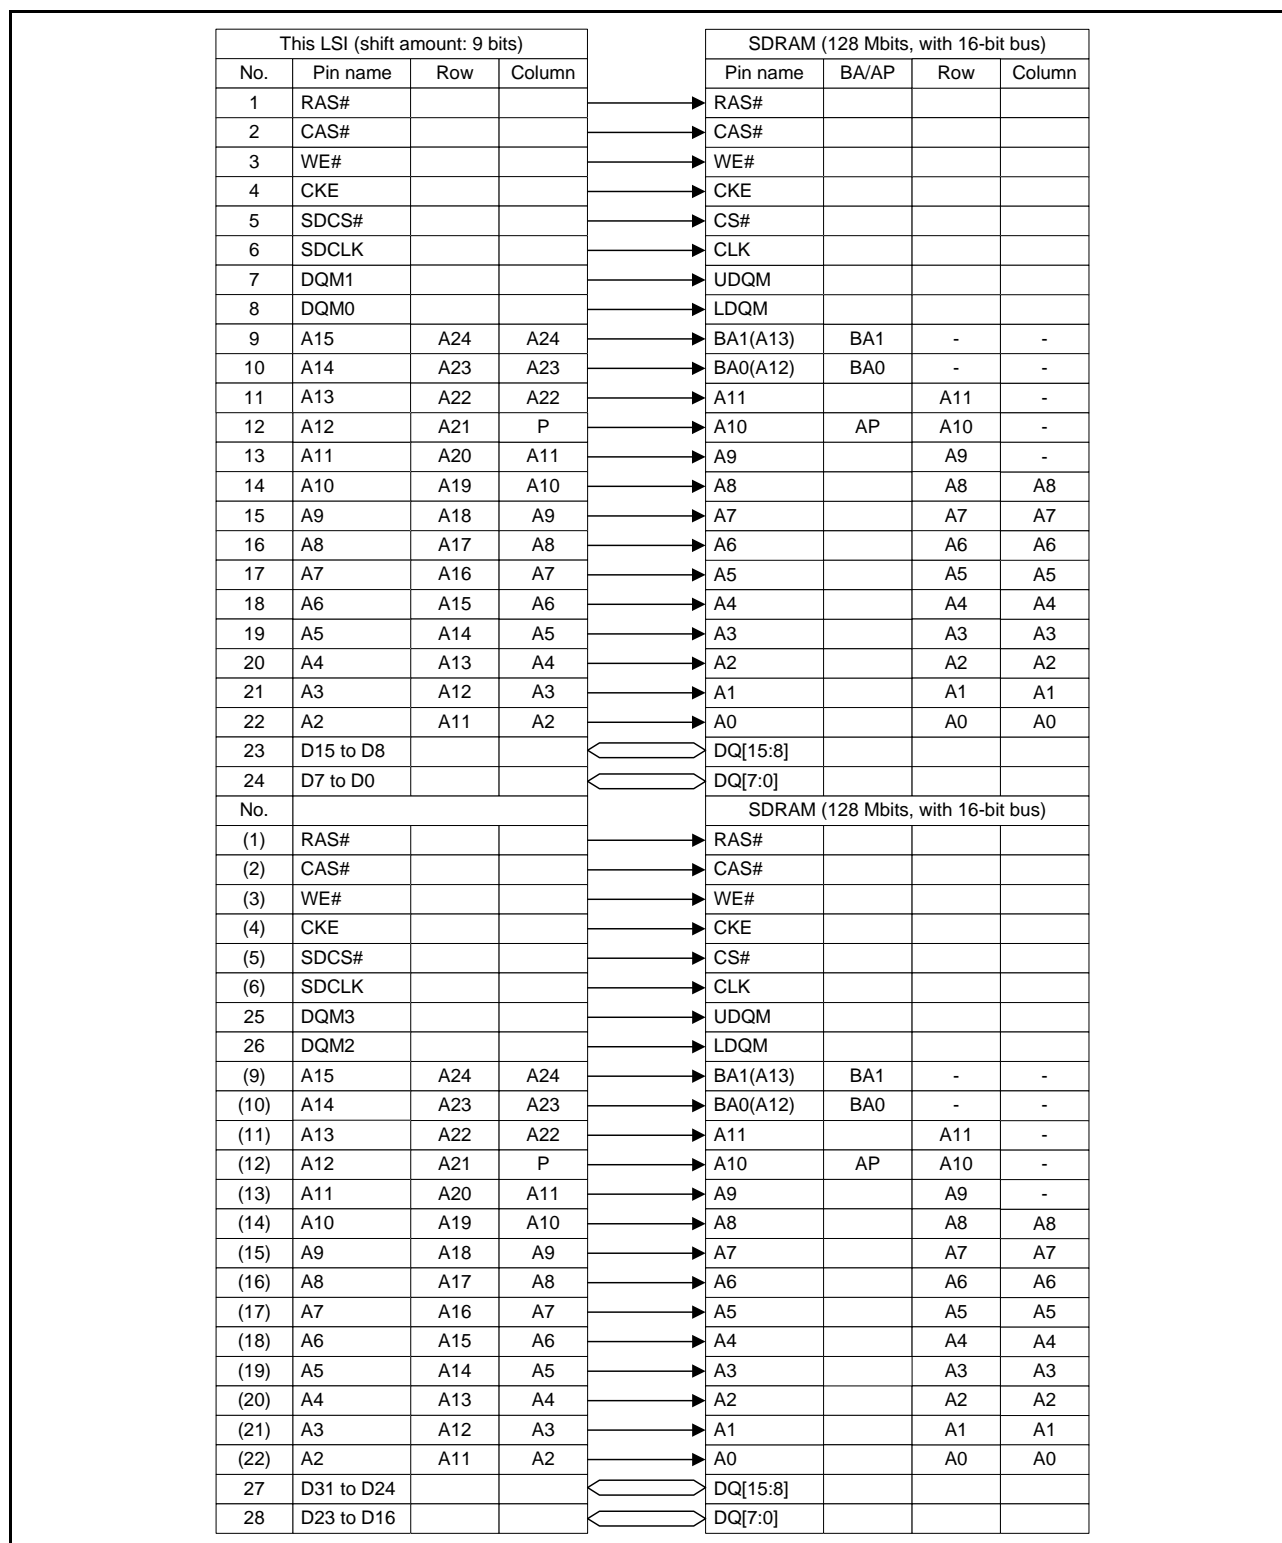 This LSI (shift amount: 9 bits) SDRAM (128 Mbits, with 16-bit bus)
No. Pin name Row Column Pin name BA/AP Row Column
1 RAS# RAS#
2 CAS# CAS#
3 WE# WE#
4 CKE CKE
5 SDCS# CS#
6 SDCLK CLK
7 DQM1 UDQM
8 DQM0 LDQM
9 A15 A24 A24 BA1(A13) BA1 - -
10 A14 A23 A23 BA0(A12) BA0 - -
11 A13 A22 A22 A11 A11 -
12 A12 A21 P A10 AP A10 -
13 A11 A20 A11 A9 A9 -
14 A10 A19 A10 A8 A8 A8
15 A9 A18 A9 A7 A7 A7
16 A8 A17 A8 A6 A6 A6
17 A7 A16 A7 A5 A5 A5
18 A6 A15 A6 A4 A4 A4
19 A5 A14 A5 A3 A3 A3
20 A4 A13 A4 A2 A2 A2
21 A3 A12 A3 A1 A1 A1
22 A2 A11 A2 A0 A0 A0
23 D15 to D8 DQ[15:8]
24 D7 to D0 DQ[7:0]
No. SDRAM (128 Mbits, with 16-bit bus)
(1) RAS# RAS#
(2) CAS# CAS#
(3) WE# WE#
(4) CKE CKE
(5) SDCS# CS#
(6) SDCLK CLK
25 DQM3 UDQM
26 DQM2 LDQM
(9) A15 A24 A24 BA1(A13) BA1 - -
(10) A14 A23 A23 BA0(A12) BA0 - -
(11) A13 A22 A22 A11 A11 -
(12) A12 A21 P A10 AP A10 -
(13) A11 A20 A11 A9 A9 -
(14) A10 A19 A10 A8 A8 A8
(15) A9 A18 A9 A7 A7 A7
(16) A8 A17 A8 A6 A6 A6
(17) A7 A16 A7 A5 A5 A5
(18) A6 A15 A6 A4 A4 A4
(19) A5 A14 A5 A3 A3 A3
(20) A4 A13 A4 A2 A2 A2
(21) A3 A12 A3 A1 A1 A1
(22) A2 A11 A2 A0 A0 A0
27 D31 to D24 DQ[15:8]
28 D23 to D16 DQ[7:0]